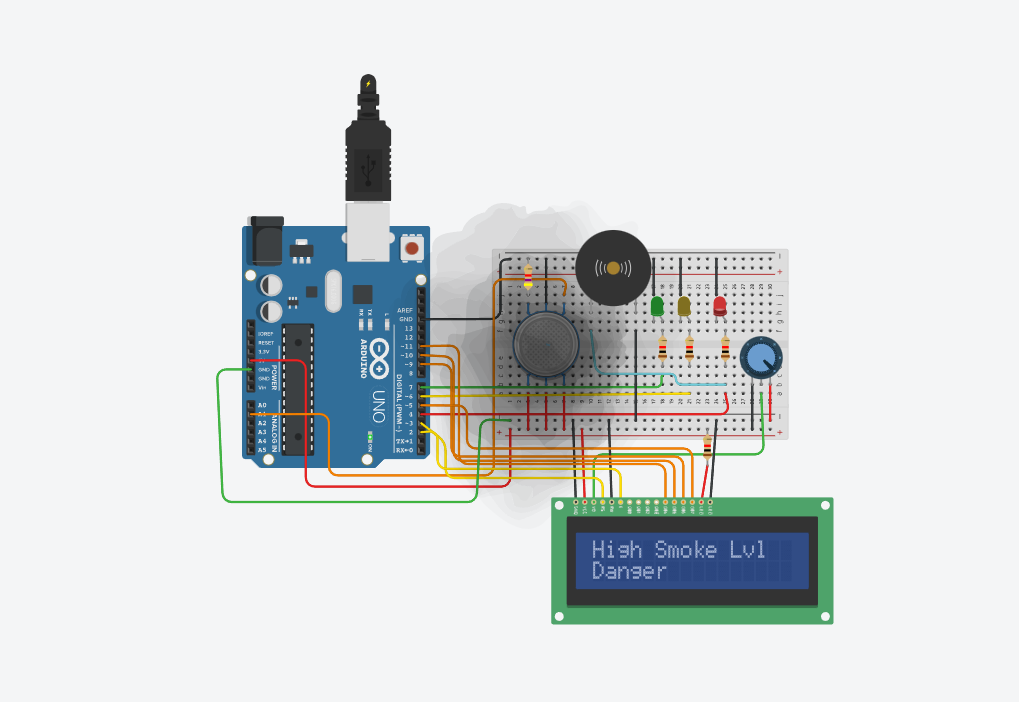 AREF
GND
13
12
~11
~10
~9
8
7
~6
~5
4
~3
2
TX→1
RX←0
DIGITAL (PWM~)
L
TX
RX
ARDUINO
UNO
ON
IOREF
RESET
3.3V
GND
GND
Vin
POWER
A0
A1
A2
A3
A4
A5
ANALOG IN
High Smoke Lvl
Danger